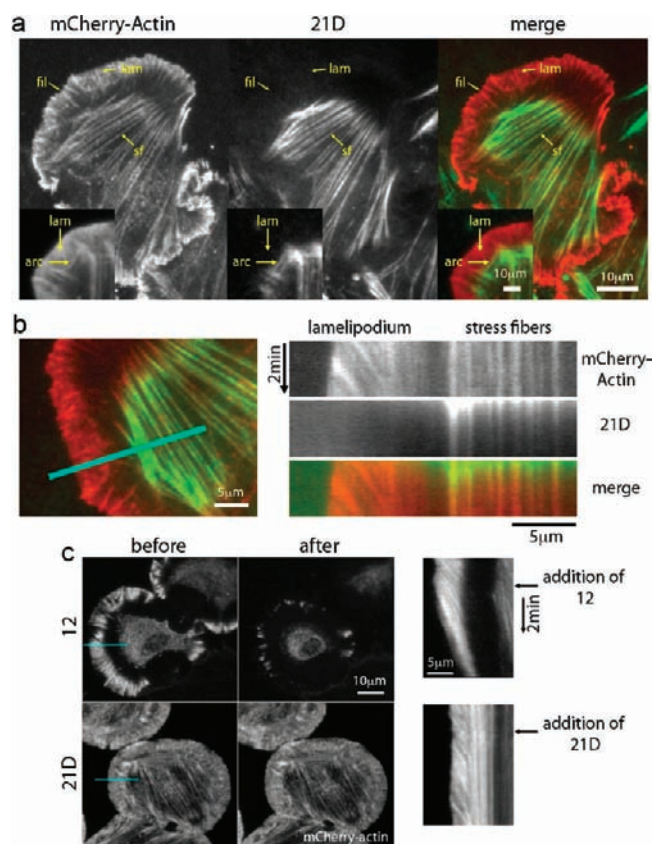 a
mCherry-Actin 21D merge
lam
fil
sf
lam
arc
lam
fil
sf
lam
arc
lam
fil
sf
lam
arc
10μm
10μm
b
lamelipodium stress fibers
2min
mCherry-
Actin
21D
merge
5μm
5μm
c
before after
12
10μm
21D
mCherry-actin
addition of
12
2min
5μm
addition of
21D